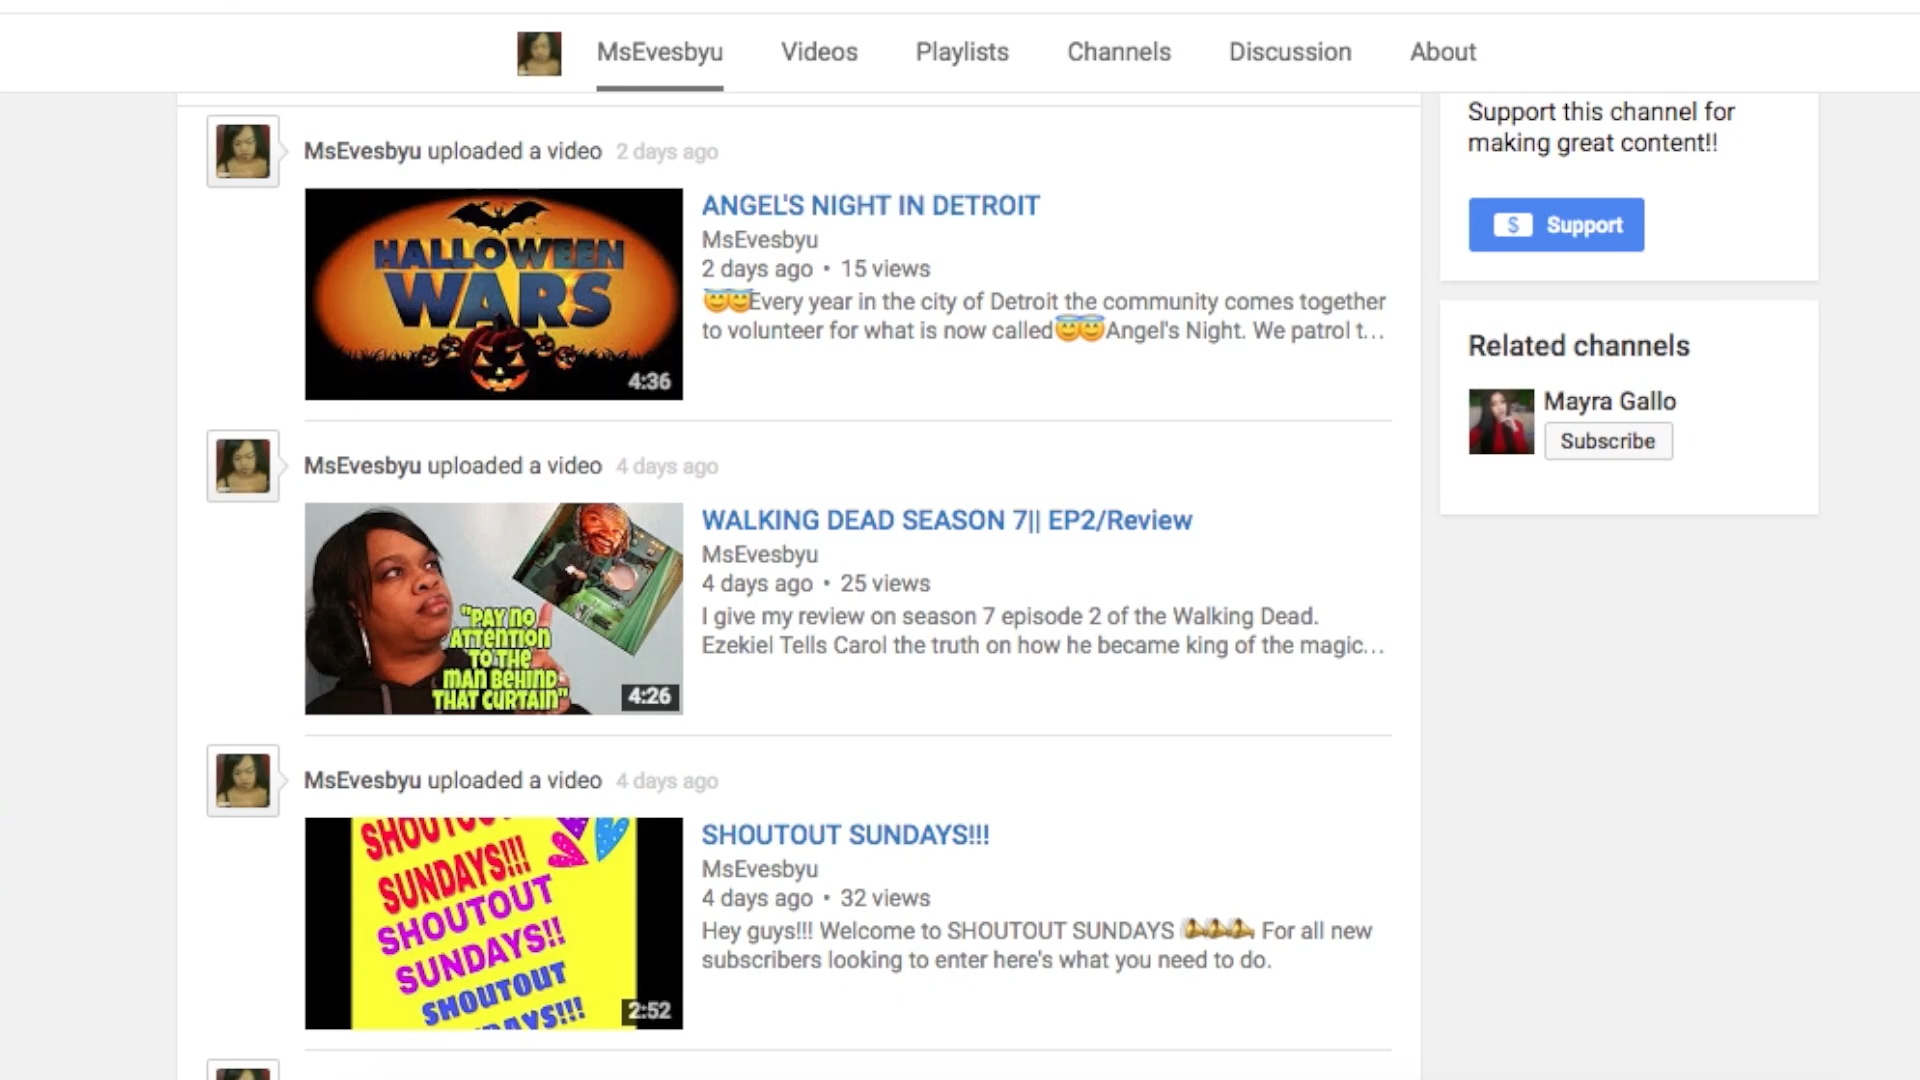 MsEvesbyu Videos Playlists Channels Discussion About
MsEvesbyu uploaded a video 2 days ago
HALLOWEEN
WARS
4:36
ANGEL'S NIGHT IN DETROIT
MsEvesbyu
2 days ago • 15 views
😇😇Every year in the city of Detroit the community comes together
to volunteer for what is now called😇😇Angel's Night. We patrol t...
MsEvesbyu uploaded a video 4 days ago
"PAY NO
ATTENTION
TO THE
MAN BEHIND
THAT CURTAIN"
4:26
WALKING DEAD SEASON 7|| EP2/Review
MsEvesbyu
4 days ago • 25 views
I give my review on season 7 episode 2 of the Walking Dead.
Ezekiel Tells Carol the truth on how he became king of the magic...
MsEvesbyu uploaded a video 4 days ago
SHOUTOUT
SUNDAYS!!!
SHOUTOUT
SUNDAYS!!
SHOUTOUT
DAYS!!!
2:52
SHOUTOUT SUNDAYS!!!
MsEvesbyu
4 days ago • 32 views
Hey guys!!! Welcome to SHOUTOUT SUNDAYS For all new
subscribers looking to enter here's what you need to do.
Support this channel for
making great content!!
$ Support
Related channels
Mayra Gallo
Subscribe